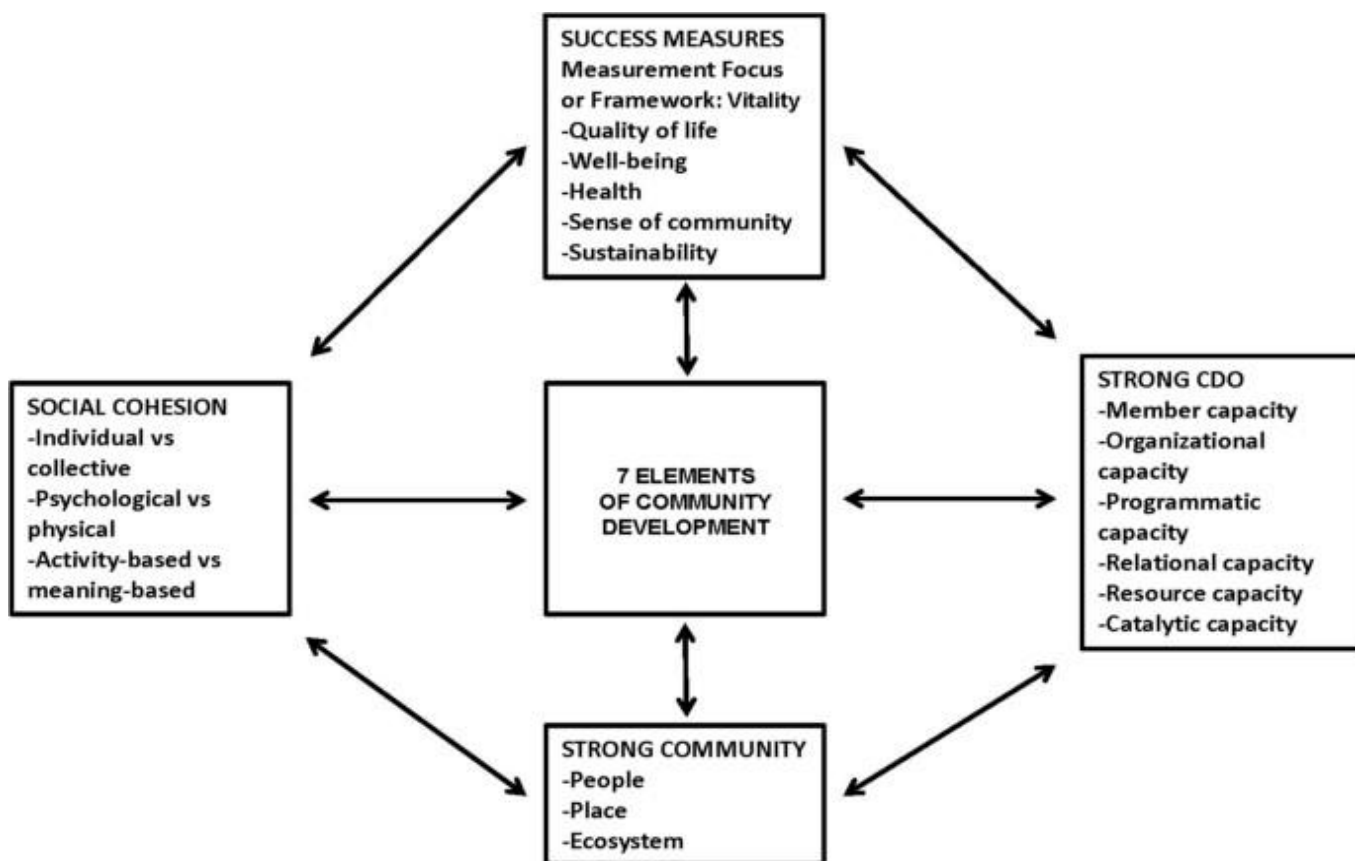 SUCCESS MEASURES
Measurement Focus
or Framework: Vitality
-Quality of life
-Well-being
-Health
-Sense of community
-Sustainability
SOCIAL COHESION
-Individual vs
collective
-Psychological vs
physical
-Activity-based vs
meaning-based
7 ELEMENTS
OF COMMUNITY
DEVELOPMENT
STRONG CDO
-Member capacity
-Organizational
capacity
-Programmatic
capacity
-Relational capacity
-Resource capacity
-Catalytic capacity
STRONG COMMUNITY
-People
-Place
-Ecosystem